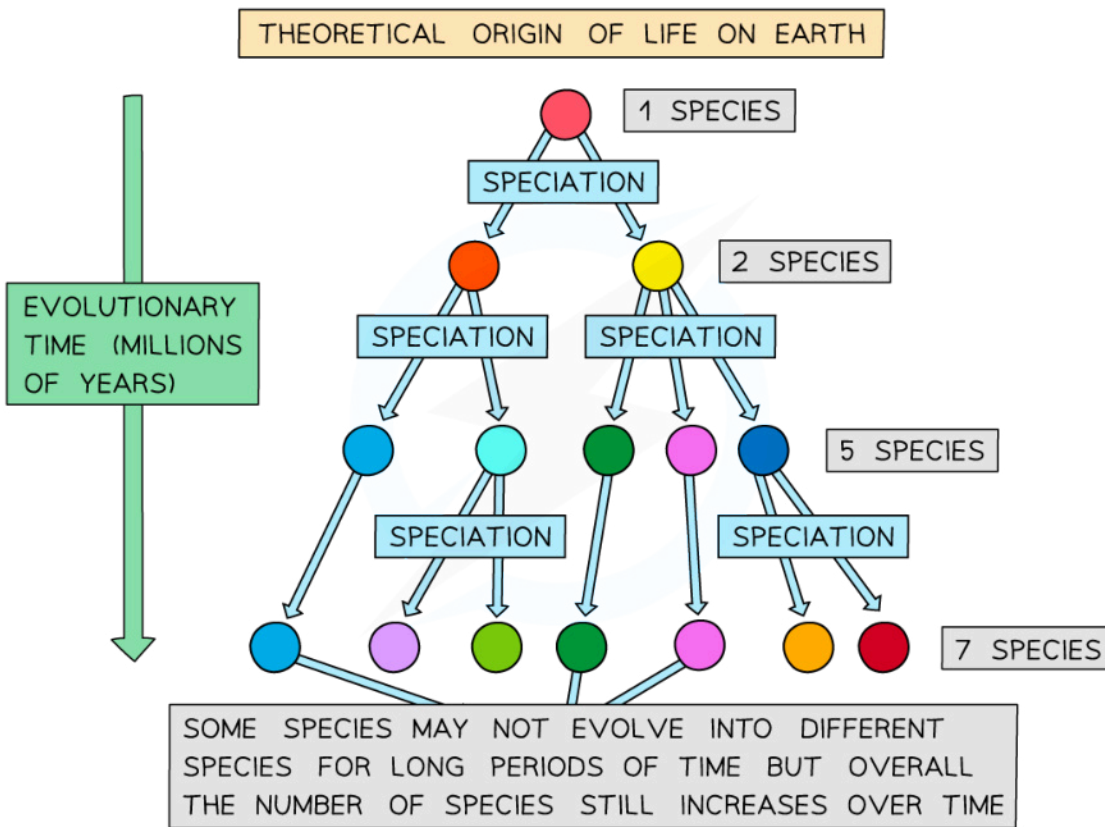 THEORETICAL ORIGIN OF LIFE ON EARTH
1 SPECIES
SPECIATION
2 SPECIES
EVOLUTIONARY
TIME (MILLIONS
OF YEARS)
SPECIATION
SPECIATION
5 SPECIES
SPECIATION
SPECIATION
7 SPECIES
SOME SPECIES MAY NOT EVOLVE INTO DIFFERENT
SPECIES FOR LONG PERIODS OF TIME BUT OVERALL
THE NUMBER OF SPECIES STILL INCREASES OVER TIME